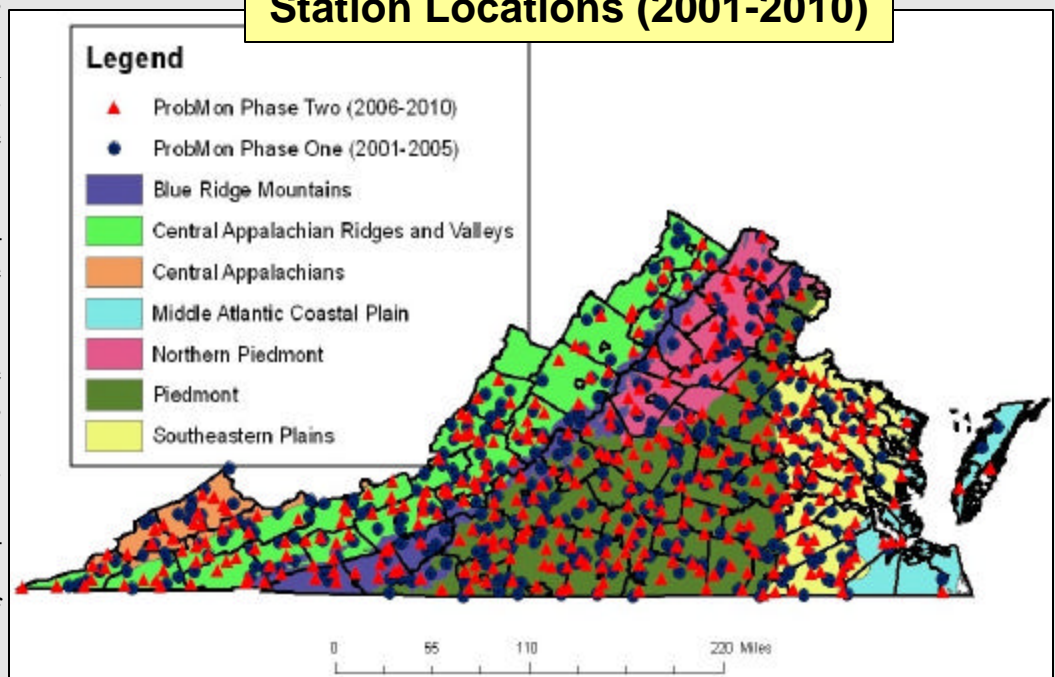 Station Locations (2001-2010)
Legend
ProbMon Phase Two (2006-2010)
ProbMon Phase One (2001-2005)
Blue Ridge Mountains
Central Appalachian Ridges and Valleys
Central Appalachians
Middle Atlantic Coastal Plain
Northern Piedmont
Piedmont
Southeastern Plains
0 55 110 220 Miles